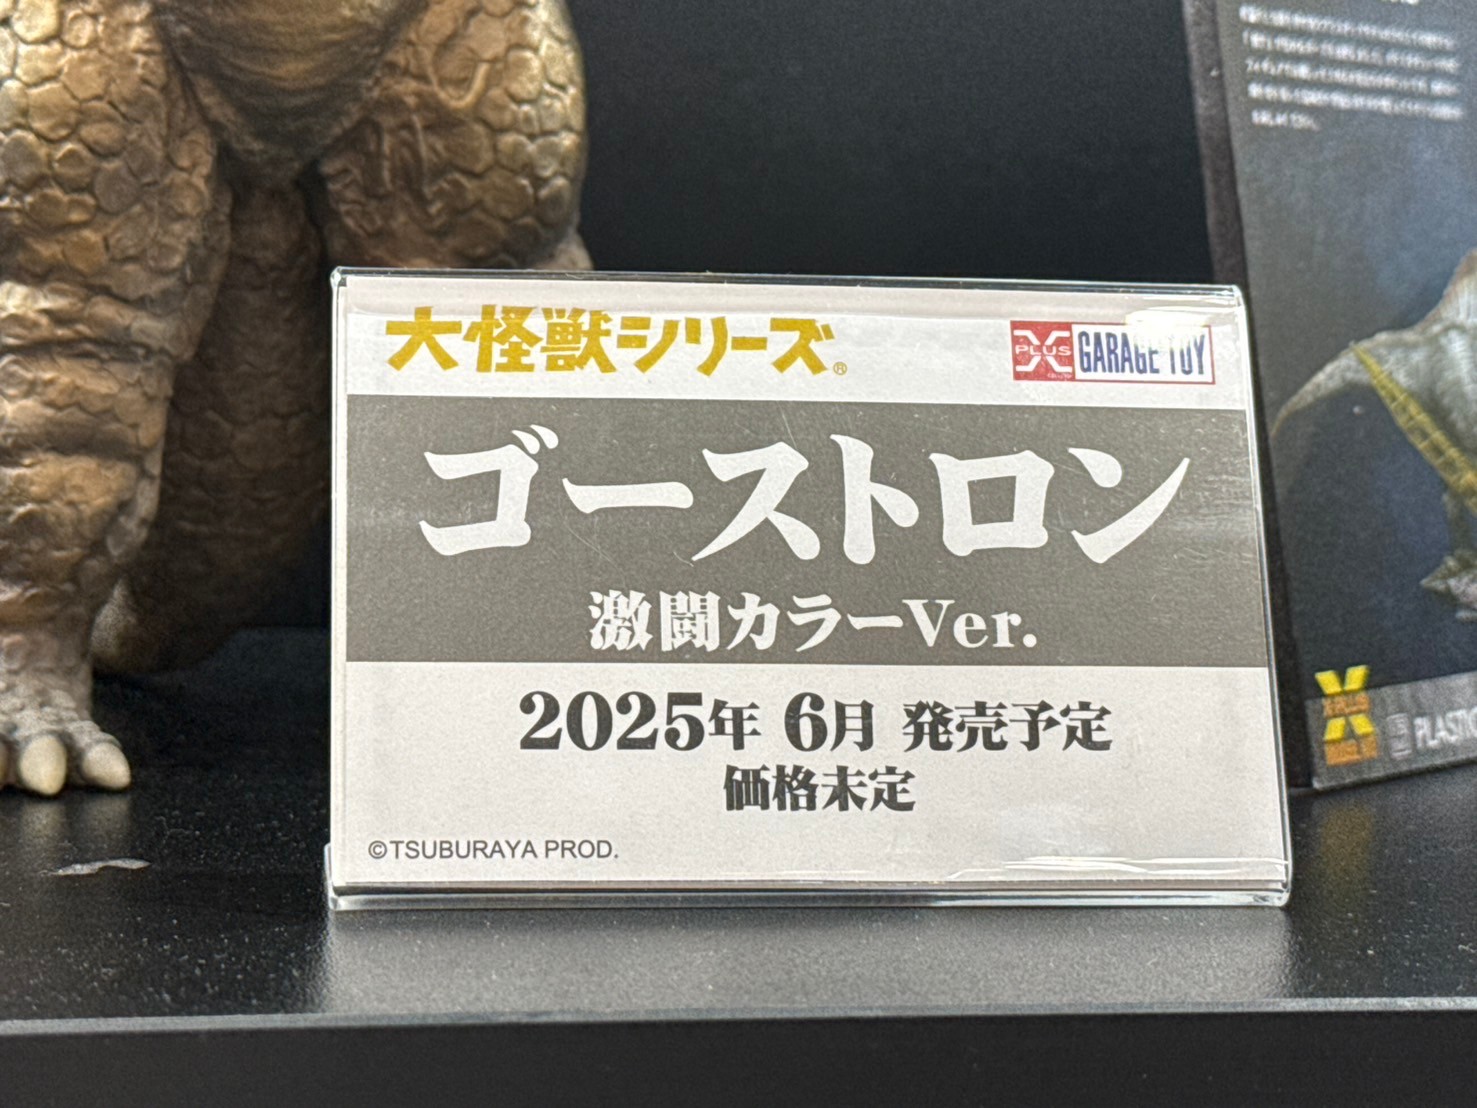 大怪獣シリーズ®
X PLUS GARAGE TOY
ゴーストロン
激闘カラーVer.
2025年 6月 発売予定
価格未定
©TSUBURAYA PROD.
X PLUS
PLASTIC